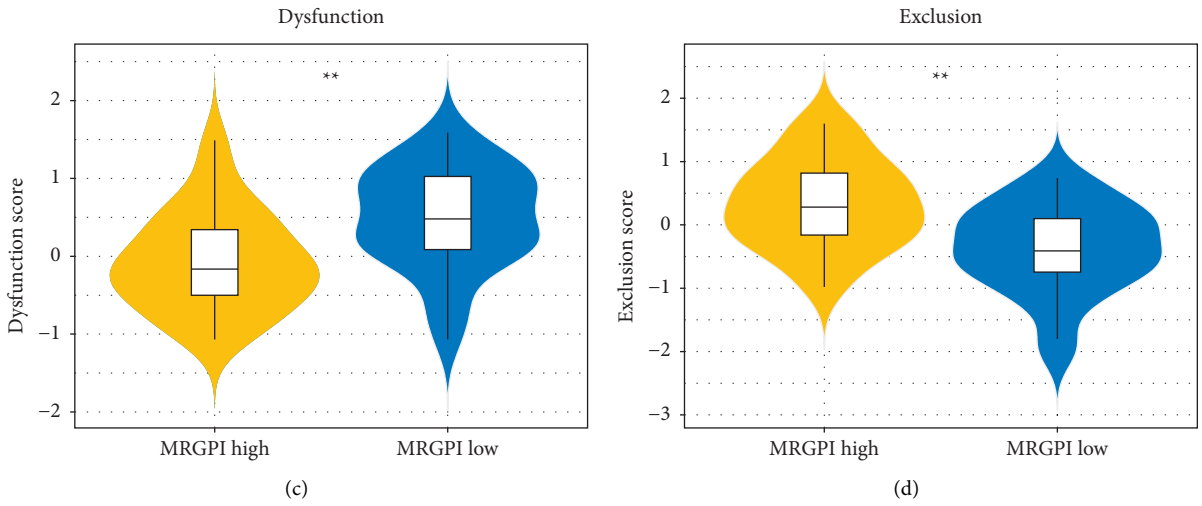 Dysfunction
**
Dysfunction score
2
1
0
−1
−2
MRGPI high
MRGPI low
(c)
Exclusion
**
Exclusion score
2
1
0
−1
−2
−3
MRGPI high
MRGPI low
(d)